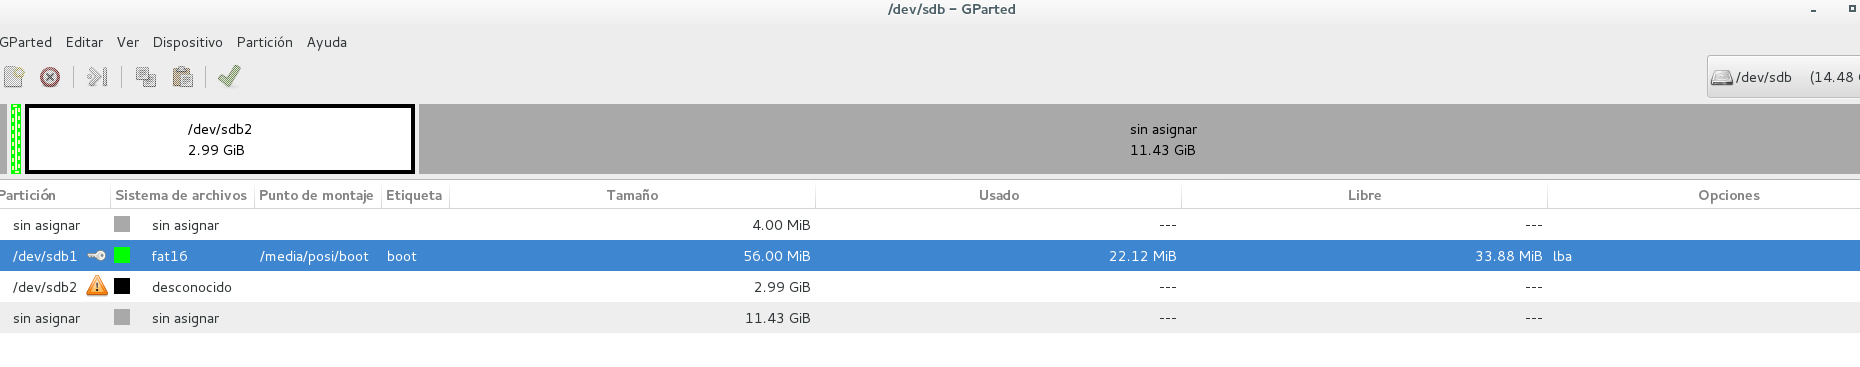 /dev/sdb - GParted
GParted Editar Ver Dispositivo Partición Ayuda
/dev/sdb (14.48
/dev/sdb2
2.99 GiB
sin asignar
11.43 GiB
Partición Sistema de archivos Punto de montaje Etiqueta Tamaño Usado Libre Opciones
sin asignar sin asignar 4.00 MiB --- ---
/dev/sdb1 fat16 /media/posi/boot boot 56.00 MiB 22.12 MiB 33.88 MiB lba
/dev/sdb2 desconocido 2.99 GiB --- ---
sin asignar sin asignar 11.43 GiB --- ---